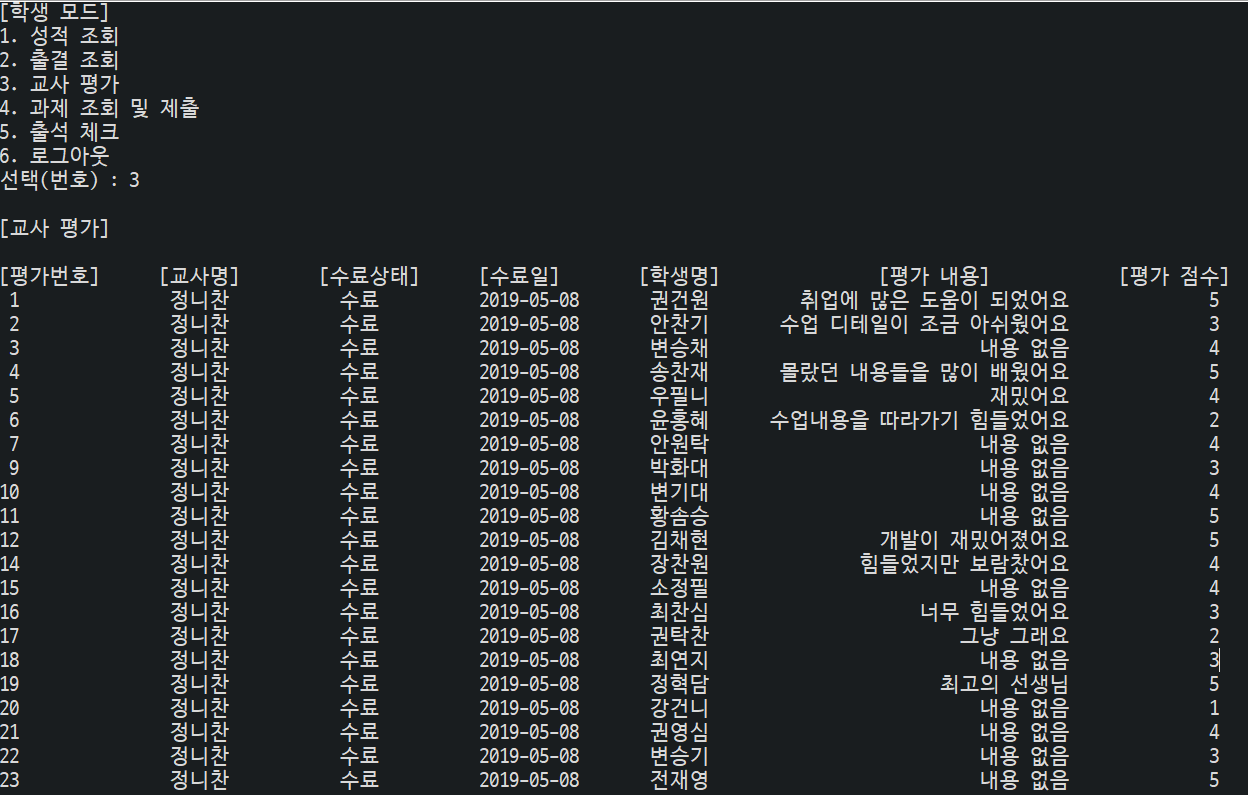 [학생 모드]
1. 성적 조회
2. 출결 조회
3. 교사 평가
4. 과제 조회 및 제출
5. 출석 체크
6. 로그아웃
선택(번호) : 3
[교사 평가]
[평가번호] [교사명] [수료상태] [수료일] [학생명] [평가 내용] [평가 점수]
1 정니찬 수료 2019-05-08 권건원 취업에 많은 도움이 되었어요 5
2 정니찬 수료 2019-05-08 안찬기 수업 디테일이 조금 아쉬웠어요 3
3 정니찬 수료 2019-05-08 변승채 내용 없음 4
4 정니찬 수료 2019-05-08 송찬재 몰랐던 내용들을 많이 배웠어요 5
5 정니찬 수료 2019-05-08 우필니 재밌어요 4
6 정니찬 수료 2019-05-08 윤홍혜 수업내용을 따라가기 힘들었어요 2
7 정니찬 수료 2019-05-08 안원탁 내용 없음 4
9 정니찬 수료 2019-05-08 박화대 내용 없음 3
10 정니찬 수료 2019-05-08 변기대 내용 없음 4
11 정니찬 수료 2019-05-08 황솜승 내용 없음 5
12 정니찬 수료 2019-05-08 김채현 개발이 재밌어졌어요 5
14 정니찬 수료 2019-05-08 장찬원 힘들었지만 보람찼어요 4
15 정니찬 수료 2019-05-08 소정필 내용 없음 4
16 정니찬 수료 2019-05-08 최찬심 너무 힘들었어요 3
17 정니찬 수료 2019-05-08 권탁찬 그냥 그래요 2
18 정니찬 수료 2019-05-08 최연지 내용 없음 3
19 정니찬 수료 2019-05-08 정혁담 최고의 선생님 5
20 정니찬 수료 2019-05-08 강건니 내용 없음 1
21 정니찬 수료 2019-05-08 권영심 내용 없음 4
22 정니찬 수료 2019-05-08 변승기 내용 없음 3
23 정니찬 수료 2019-05-08 전재영 내용 없음 5